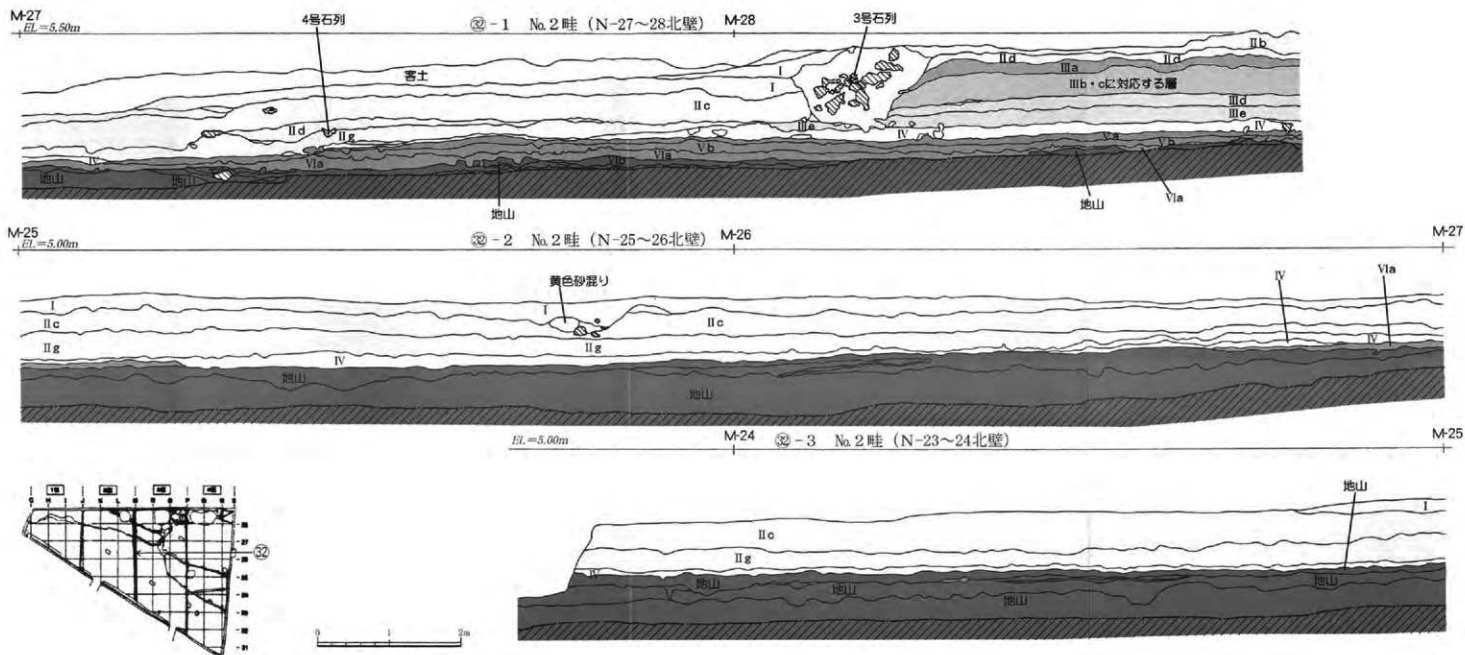 M-27
㉜-1 No.2畦 (N-27~28北壁)
M-28
EL=5.50m
4号石列
3号石列
客土
I
I
IIb
IId
IId
IIIa
IIIb・cに対応する層
IIc
IIId
IIIe
IIIe
IId
IIg
IV
IV
IV
Va
Vb
Vb
VIa
VIb
VIa
VIa
地山
地山
地山
地山
M-25
㉜-2 No.2畦 (N-25~26北壁)
M-26
M-27
EL=5.00m
黄色砂混り
IV
VIa
I
I
IIc
IIc
IIg
IIg
IV
IV
地山
地山
EL=5.00m
M-24
㉜-3 No.2畦 (N-23~24北壁)
M-25
地山
I
IIc
IIg
IV
地山
地山
地山
地山
㉜
0 1 2m